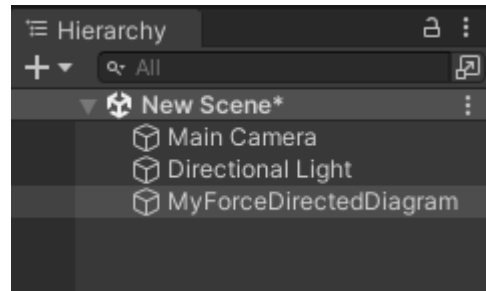 Hierarchy
All
New Scene*
Main Camera
Directional Light
MyForceDirectedDiagram